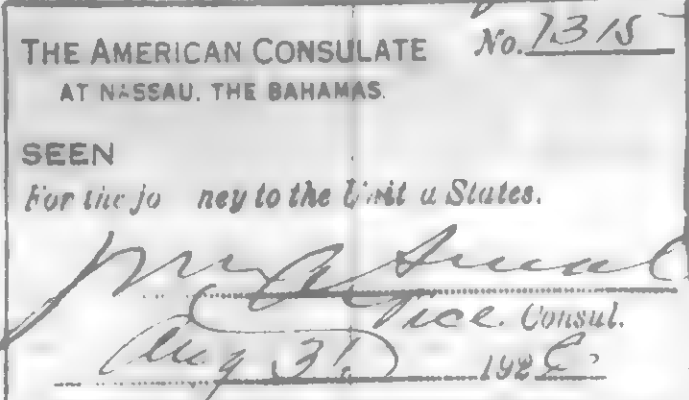 THE AMERICAN CONSULATE No. 1315
AT NASSAU, THE BAHAMAS.
SEEN
For the jo ney to the Unit d States.
Vice. Consul.
Aug 31 192